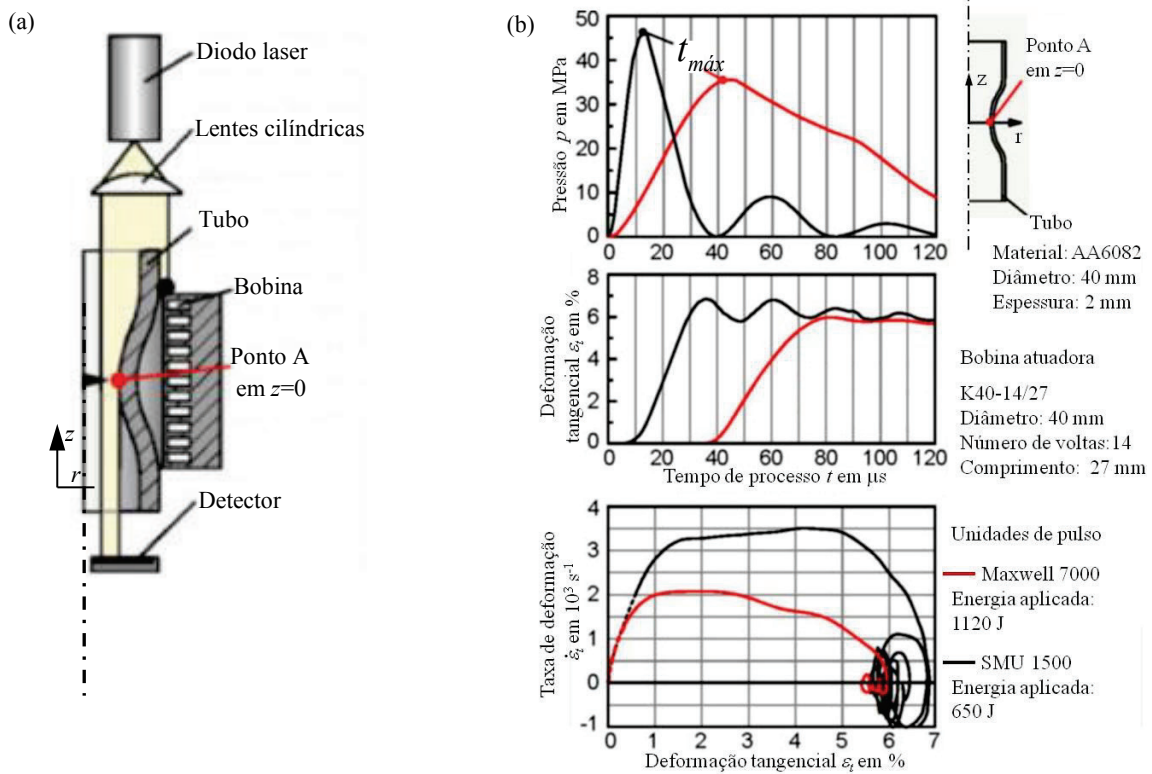 (a)
Diodo laser
Lentes cilíndricas
Tubo
Bobina
Ponto A
em z=0
z
r
Detector
(b)
Pressão p em MPa
50
40
30
20
10
0
t máx
0 20 40 60 80 100 120
Ponto A
em z=0
z
r
Tubo
Material: AA6082
Diâmetro: 40 mm
Espessura: 2 mm
Deformação
tangencial εt em %
8
6
4
2
0
0 20 40 60 80 100 120
Tempo de processo t em µs
Bobina atuadora
K40-14/27
Diâmetro: 40 mm
Número de voltas:14
Comprimento: 27 mm
Taxa de deformação
ε̇t em 10³ s⁻¹
4
3
2
1
0
-1
0 1 2 3 4 5 6 7
Deformação tangencial εt em %
Unidades de pulso
Maxwell 7000
Energia aplicada:
1120 J
SMU 1500
Energia aplicada:
650 J